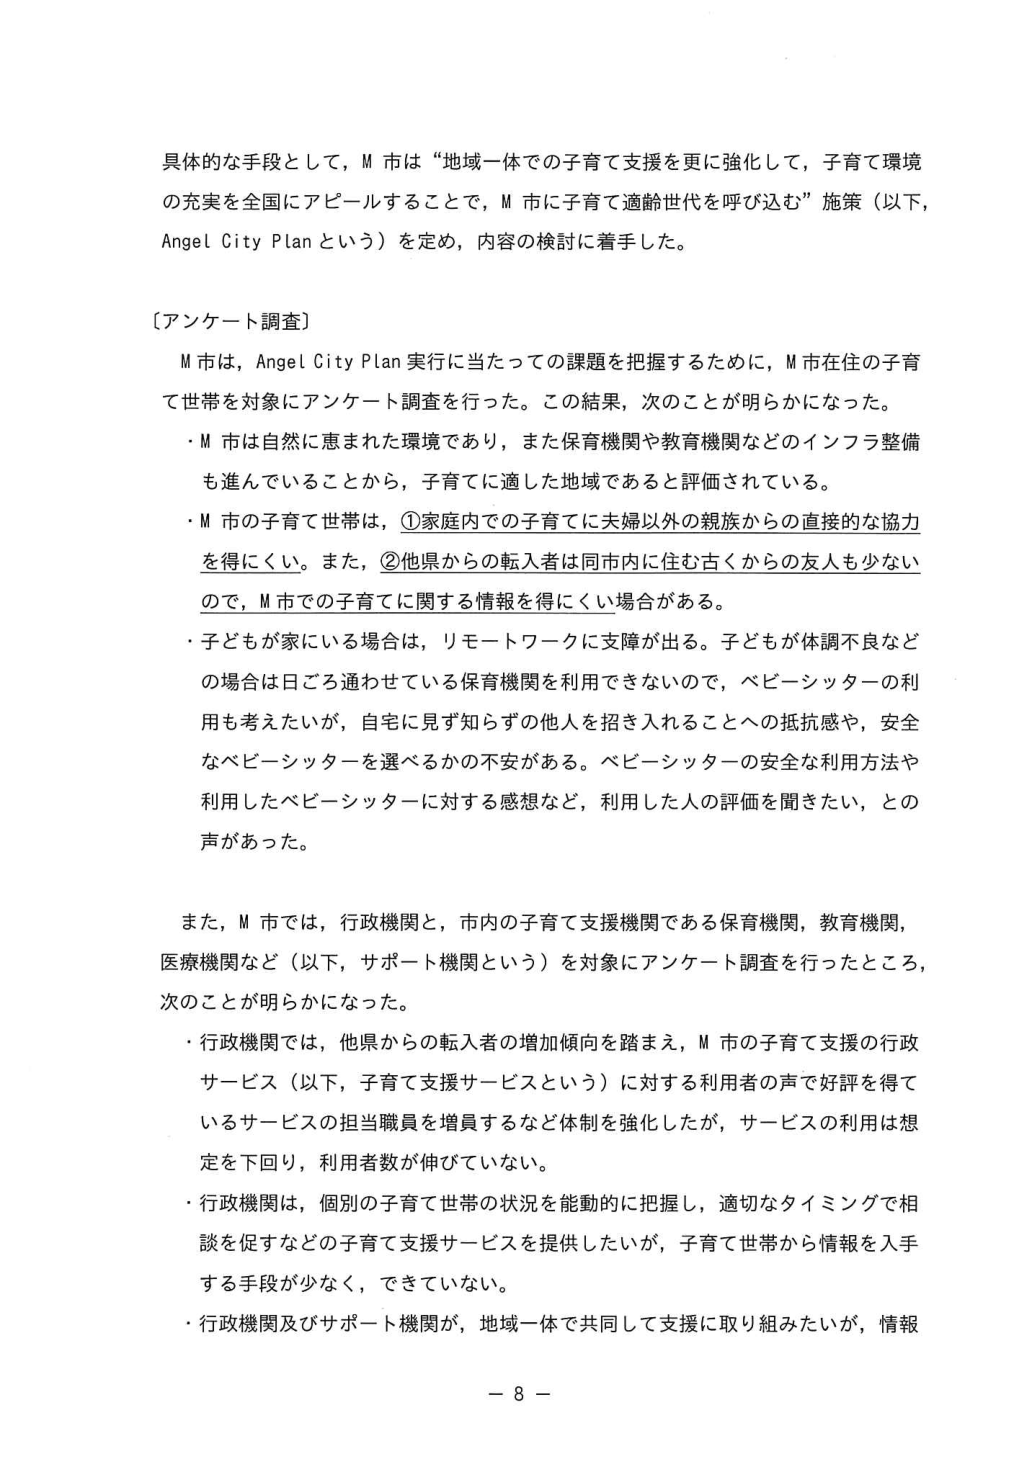 具体的な手段として，M 市は“地域一体での子育て支援を更に強化して，子育て環境
の充実を全国にアピールすることで，M 市に子育て適齢世代を呼び込む”施策（以下，
Angel City Plan という）を定め，内容の検討に着手した。
〔アンケート調査〕
M 市は，Angel City Plan 実行に当たっての課題を把握するために，M 市在住の子育
て世帯を対象にアンケート調査を行った。この結果，次のことが明らかになった。
・M 市は自然に恵まれた環境であり，また保育機関や教育機関などのインフラ整備
も進んでいることから，子育てに適した地域であると評価されている。
・M 市の子育て世帯は，①家庭内での子育てに夫婦以外の親族からの直接的な協力
を得にくい。また，②他県からの転入者は同市内に住む古くからの友人も少ない
ので，M 市での子育てに関する情報を得にくい場合がある。
・子どもが家にいる場合は，リモートワークに支障が出る。子どもが体調不良など
の場合は日ごろ通わせている保育機関を利用できないので，ベビーシッターの利
用も考えたいが，自宅に見ず知らずの他人を招き入れることへの抵抗感や，安全
なベビーシッターを選べるかの不安がある。ベビーシッターの安全な利用方法や
利用したベビーシッターに対する感想など，利用した人の評価を聞きたい，との
声があった。
また，M 市では，行政機関と，市内の子育て支援機関である保育機関，教育機関，
医療機関など（以下，サポート機関という）を対象にアンケート調査を行ったところ，
次のことが明らかになった。
・行政機関では，他県からの転入者の増加傾向を踏まえ，M 市の子育て支援の行政
サービス（以下，子育て支援サービスという）に対する利用者の声で好評を得て
いるサービスの担当職員を増員するなど体制を強化したが，サービスの利用は想
定を下回り，利用者数が伸びていない。
・行政機関は，個別の子育て世帯の状況を能動的に把握し，適切なタイミングで相
談を促すなどの子育て支援サービスを提供したいが，子育て世帯から情報を入手
する手段が少なく，できていない。
・行政機関及びサポート機関が，地域一体で共同して支援に取り組みたいが，情報
－ 8 －